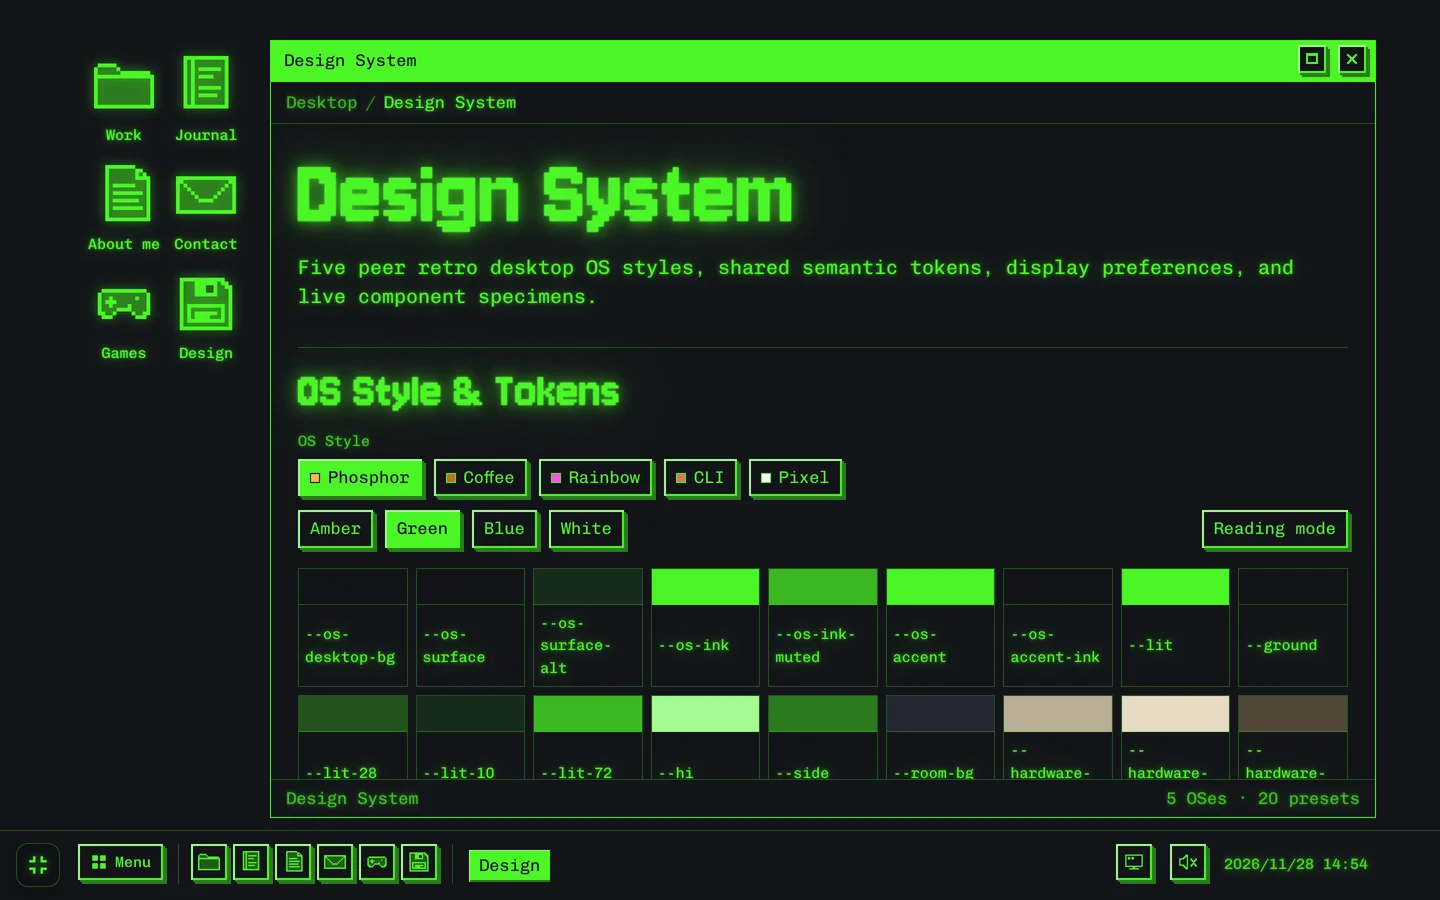 Design System
Desktop / Design System
Work
Journal
About me
Contact
Games
Design
Design System
Five peer retro desktop OS styles, shared semantic tokens, display preferences, and
live component specimens.
OS Style & Tokens
OS Style
Phosphor
Coffee
Rainbow
CLI
Pixel
Amber
Green
Blue
White
Reading mode
--os-
desktop-bg
--os-
surface
--os-
surface-
alt
--os-ink
--os-ink-
muted
--os-
accent
--os-
accent-ink
--lit
--ground
--lit-28
--lit-10
--lit-72
--hi
--side
--room-bg
--
hardware-
--
hardware-
--
hardware-
Design System
5 OSes · 20 presets
Menu
Design
2026/11/28 14:54